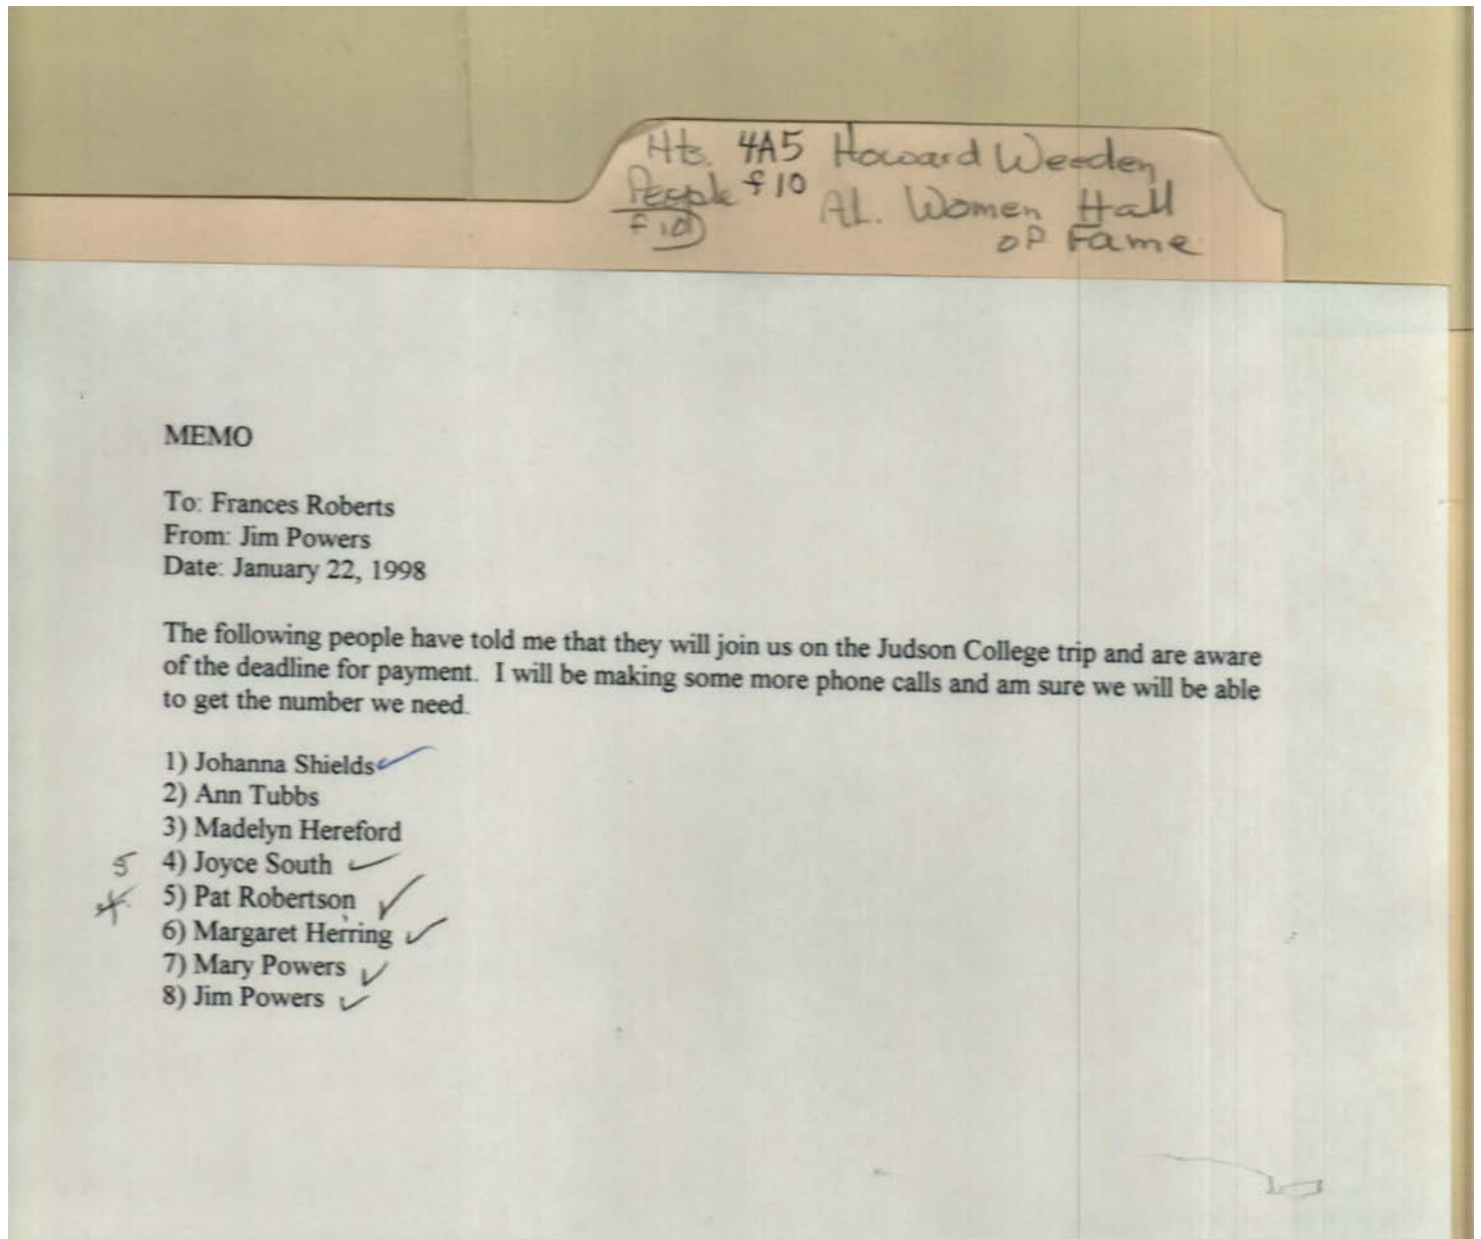 Hts. 4A5 Howard Weeden
People f10 AL. Women Hall
f10 of Fame
MEMO
To: Frances Roberts
From: Jim Powers
Date: January 22, 1998
The following people have told me that they will join us on the Judson College trip and are aware
of the deadline for payment. I will be making some more phone calls and am sure we will be able
to get the number we need.
1) Johanna Shields
2) Ann Tubbs
3) Madelyn Hereford
5 4) Joyce South
5) Pat Robertson
6) Margaret Herring
7) Mary Powers
8) Jim Powers